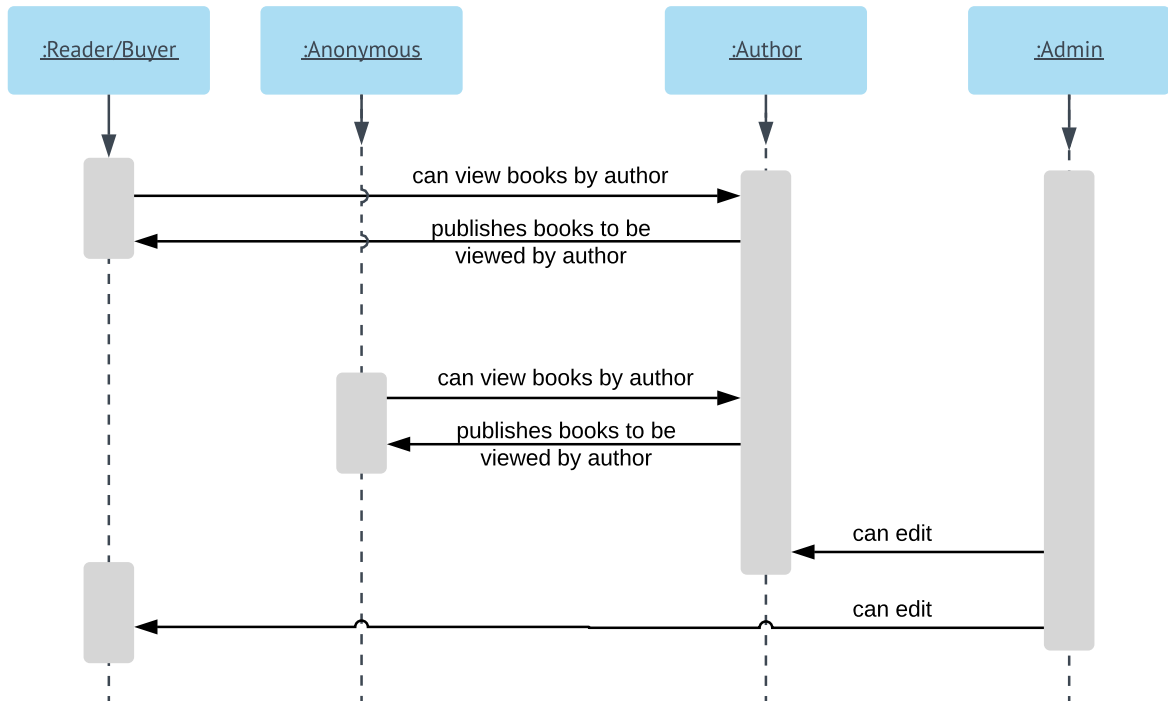 :Reader/Buyer
:Anonymous
:Author
:Admin
can view books by author
publishes books to be
viewed by author
can view books by author
publishes books to be
viewed by author
can edit
can edit